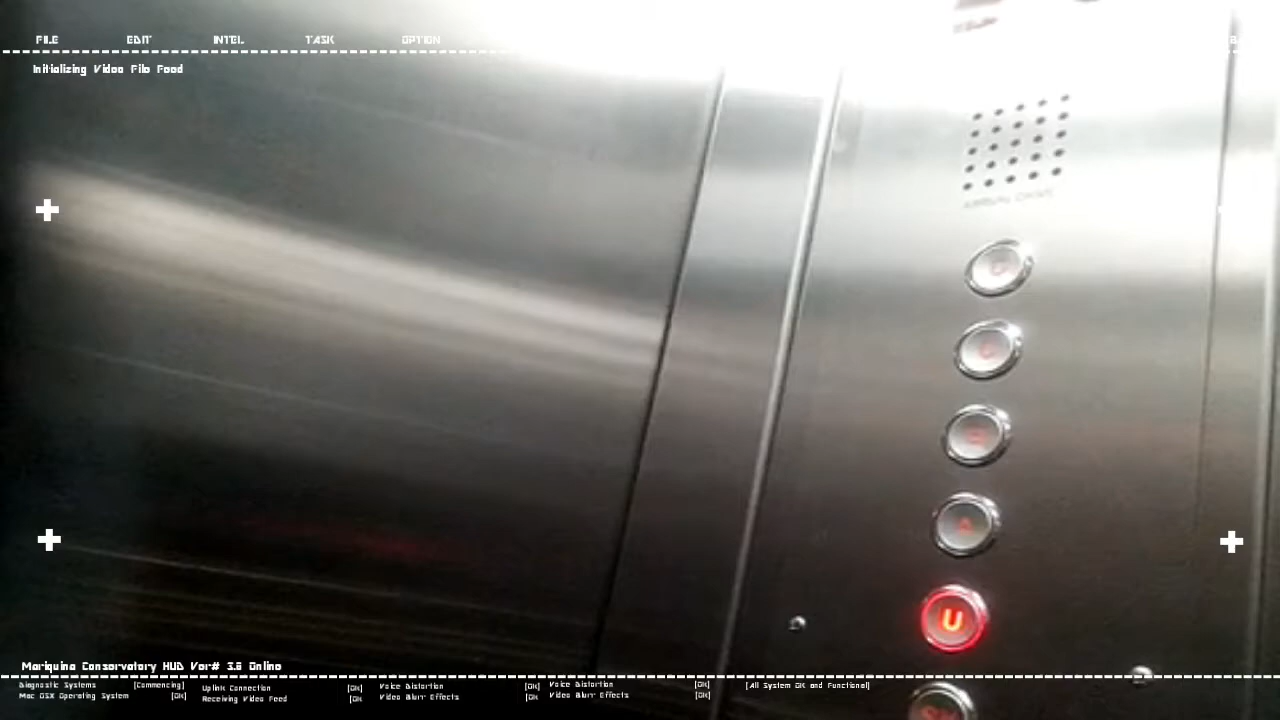 FILE EDIT INTEL TASK OPTION
Initializing Video File Feed
A
U
Mariquina Conservatory HUD Ver# 3.6 Online
Diagnostic Systems [Commencing]
Mac OSX Operating System [OK]
Uplink Connection [OK]
Receiving Video Feed [OK
Voice Distortion [OK]
Video Blurr Effects [OK
Voice Distortion [OK]
Video Blurr Effects [OK]
[All System OK and Functional]